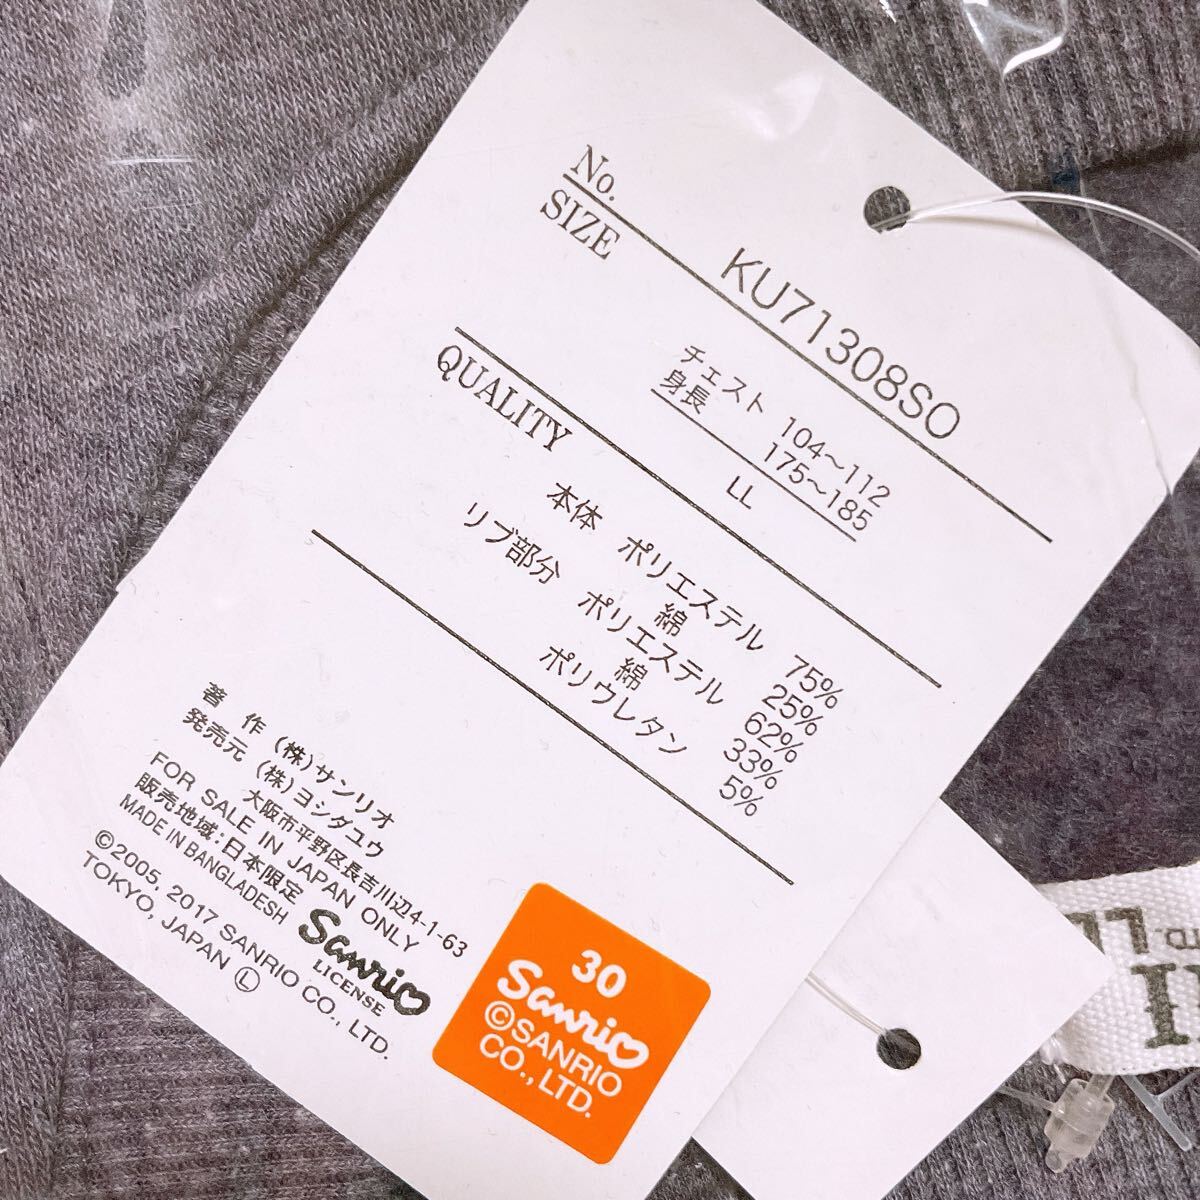 No. KU71308SO
SIZE
チェスト 104～112
身長 175～185
LL
QUALITY
本体 ポリエステル 75%
綿 25%
リブ部分 ポリエステル 62%
綿 33%
ポリウレタン 5%
著 作 (株)サンリオ
発売元 (株)ヨシダユウ
大阪市平野区長吉川辺4-1-63
FOR SALE IN JAPAN ONLY
販売地域:日本限定
MADE IN BANGLADESH
©2005, 2017 SANRIO CO., LTD.
TOKYO, JAPAN Ⓛ
Sanrio
LICENSE
30
Sanrio
©SANRIO
CO., LTD.